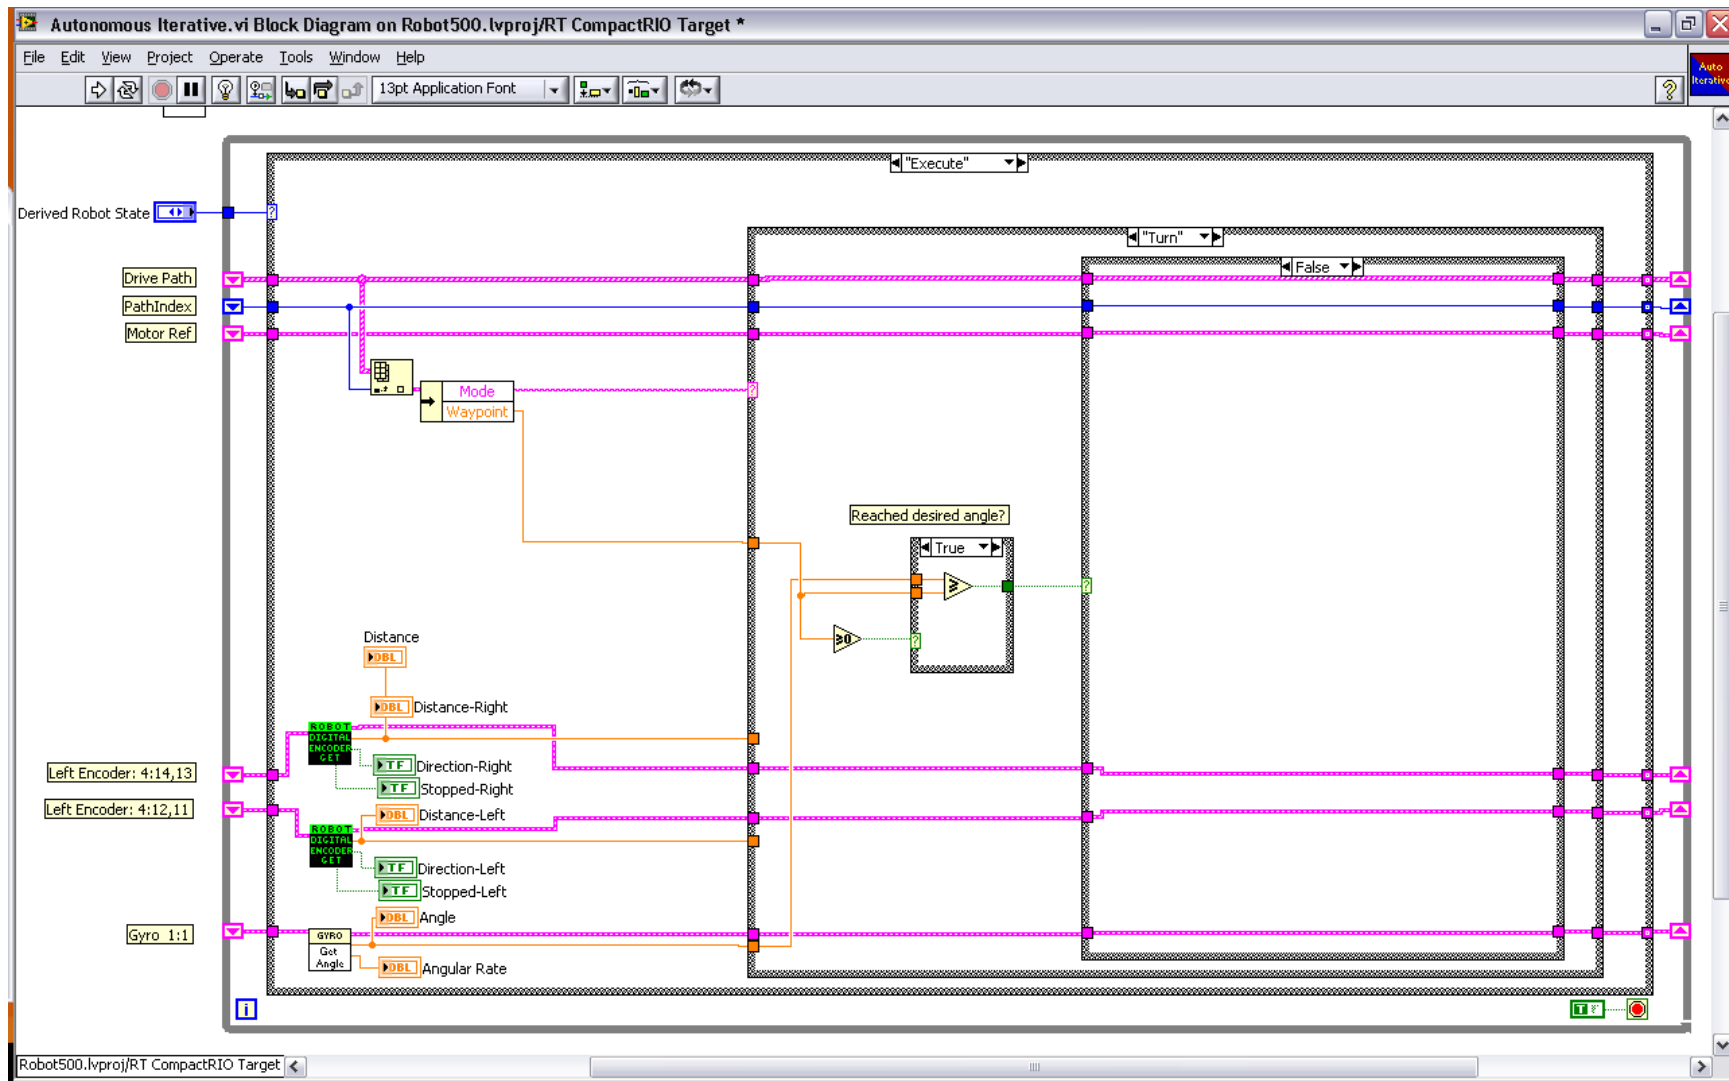 Autonomous Iterative.vi Block Diagram on Robot500.lvproj/RT CompactRIO Target *
File Edit View Project Operate Tools Window Help
13pt Application Font
?
Auto
Iterative
"Execute"
Derived Robot State
?
"Turn"
False
Drive Path
PathIndex
Motor Ref
Mode
?
Waypoint
Reached desired angle?
True
≥
?
≥0
?
Distance
DBL
DBL Distance-Right
ROBOT
DIGITAL
ENCODER
GET
TF Direction-Right
TF Stopped-Right
Left Encoder: 4:14,13
Left Encoder: 4:12,11
DBL Distance-Left
ROBOT
DIGITAL
ENCODER
GET
TF Direction-Left
TF Stopped-Left
DBL Angle
Gyro 1:1
GYRO
Get
Angle
DBL Angular Rate
i
T
Robot500.lvproj/RT CompactRIO Target